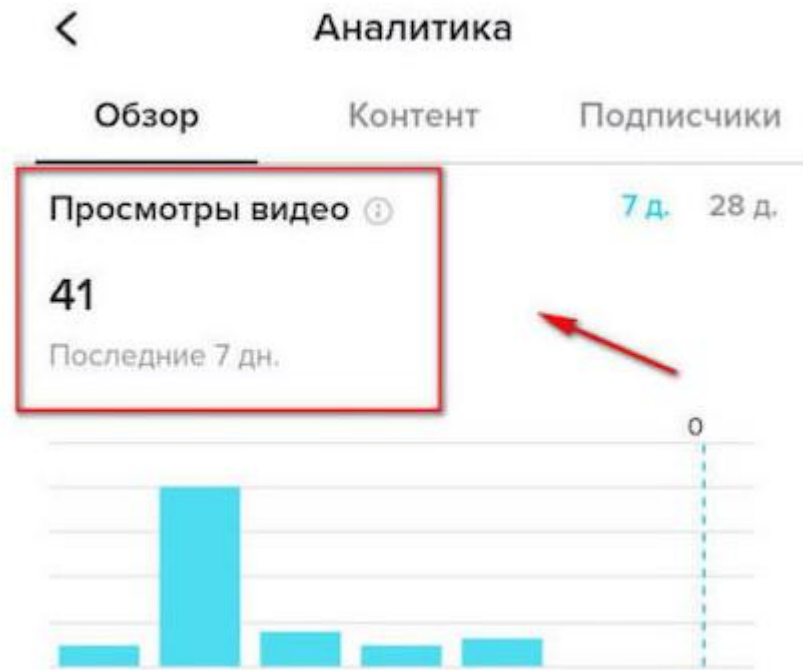 Аналитика
Обзор Контент Подписчики
Просмотры видео 7 д. 28 д.
41
Последние 7 дн.
0